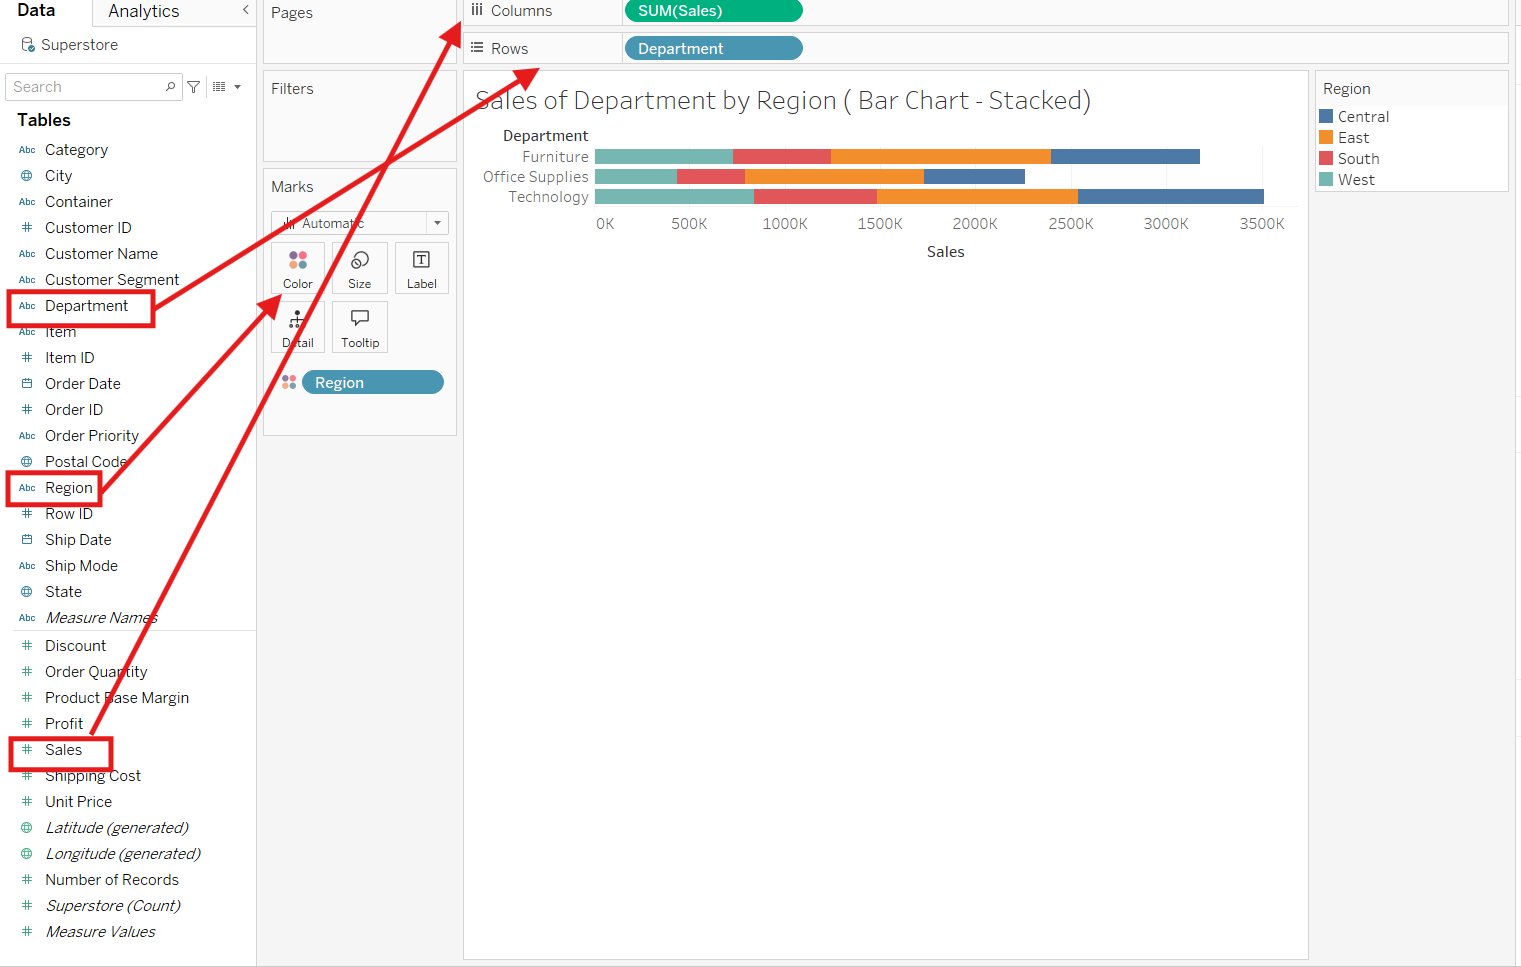 Data
Analytics
Superstore
Search
Tables
Abc Category
City
Abc Container
Customer ID
Abc Customer Name
Abc Customer Segment
Abc Department
Abc Item
Item ID
Order Date
Order ID
Abc Order Priority
Postal Code
Abc Region
Row ID
Ship Date
Abc Ship Mode
State
Abc Measure Names
Discount
Order Quantity
Product Base Margin
Profit
Sales
Shipping Cost
Unit Price
Latitude (generated)
Longitude (generated)
Number of Records
Superstore (Count)
Measure Values
Pages
Filters
Marks
Automatic
Color Size Label
Detail Tooltip
Region
Columns SUM(Sales)
Rows Department
Sales of Department by Region ( Bar Chart - Stacked)
Department
Furniture
Office Supplies
Technology
0K 500K 1000K 1500K 2000K 2500K 3000K 3500K
Sales
Region
Central
East
South
West